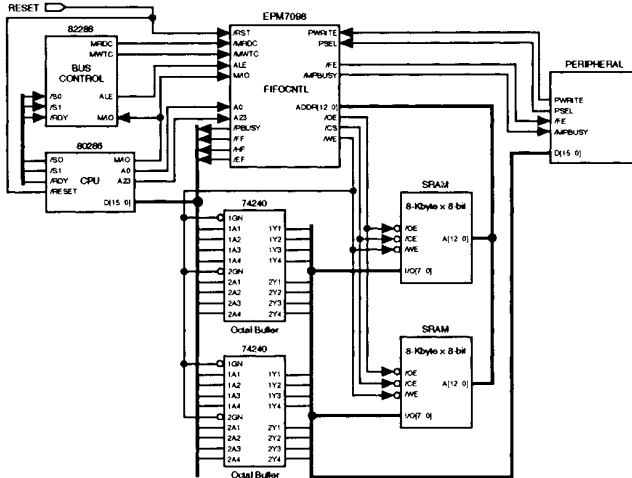 RESET
82288
MRDC
MWTC
BUS
CONTROL
/S0
/S1
/RDY
ALE
M/IO
80286
/S0
/S1
/RDY
/RESET
CPU
M/IO
A0
A23
D[15..0]
EPM7096
FIFOCNTL
/RST
/MRDC
/MWTC
ALE
M/IO
A0
A23
/PBUSY
/FF
/HF
/EF
PWRITE
PSEL
/FE
/MPBUSY
ADDR[12..0]
/OE
/CS
/WE
PERIPHERAL
PWRITE
PSEL
/FE
/MPBUSY
D[15..0]
74240
1GN
1A1
1A2
1A3
1A4
2GN
2A1
2A2
2A3
2A4
1Y1
1Y2
1Y3
1Y4
2Y1
2Y2
2Y3
2Y4
Octal Buffer
74240
1GN
1A1
1A2
1A3
1A4
2GN
2A1
2A2
2A3
2A4
1Y1
1Y2
1Y3
1Y4
2Y1
2Y2
2Y3
2Y4
Octal Buffer
SRAM
8-Kbyte x 8-bit
/OE
/CE
/WE
A[12..0]
I/O[7..0]
SRAM
8-Kbyte x 8-bit
/OE
/CE
/WE
A[12..0]
I/O[7..0]